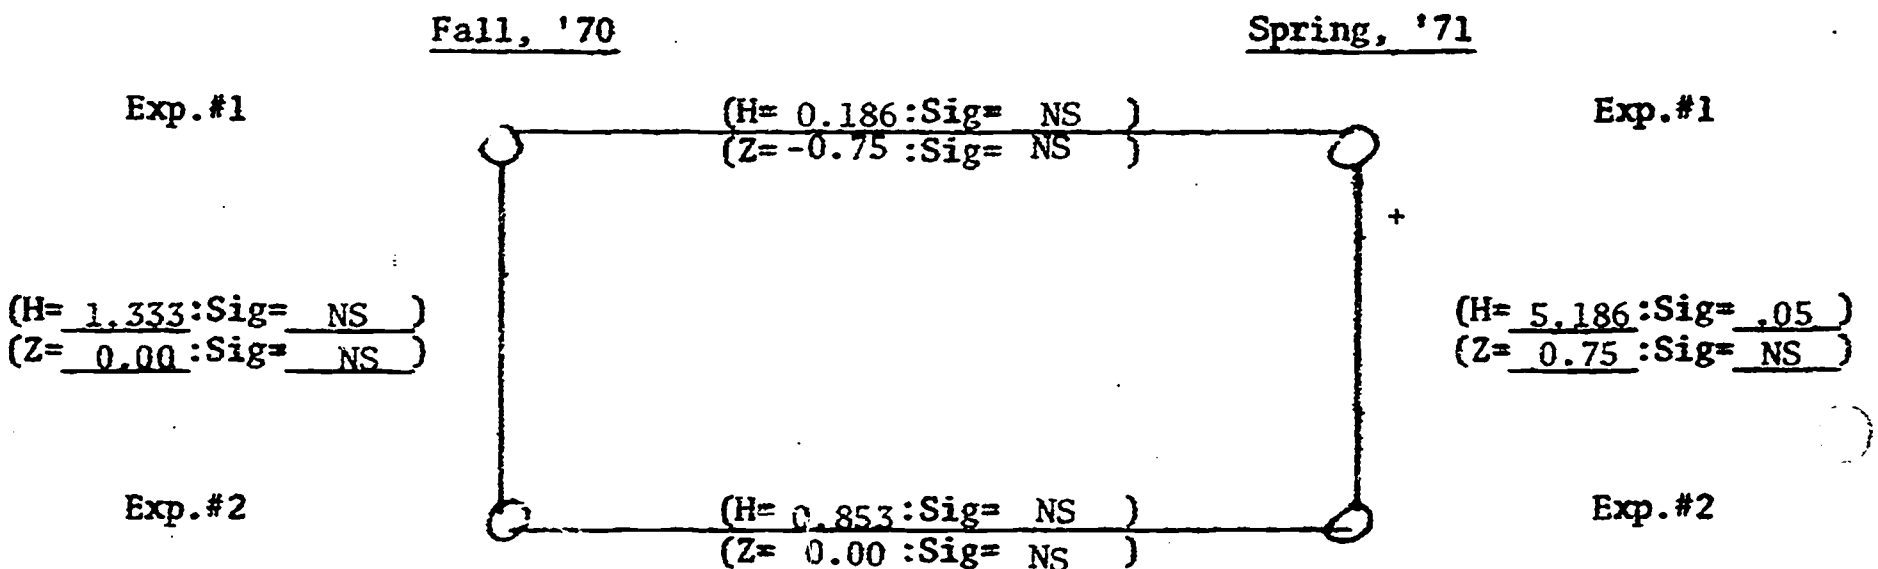 Fall, '70 Spring, '71
Exp.#1 (H= 0.186:Sig= NS ) Exp.#1
(Z= -0.75 :Sig= NS )
+
(H= 1.333:Sig= NS ) (H= 5.186:Sig= .05 )
(Z= 0.00 :Sig= NS ) (Z= 0.75 :Sig= NS )
Exp.#2 (H= 0.853:Sig= NS ) Exp.#2
(Z= 0.00 :Sig= NS )